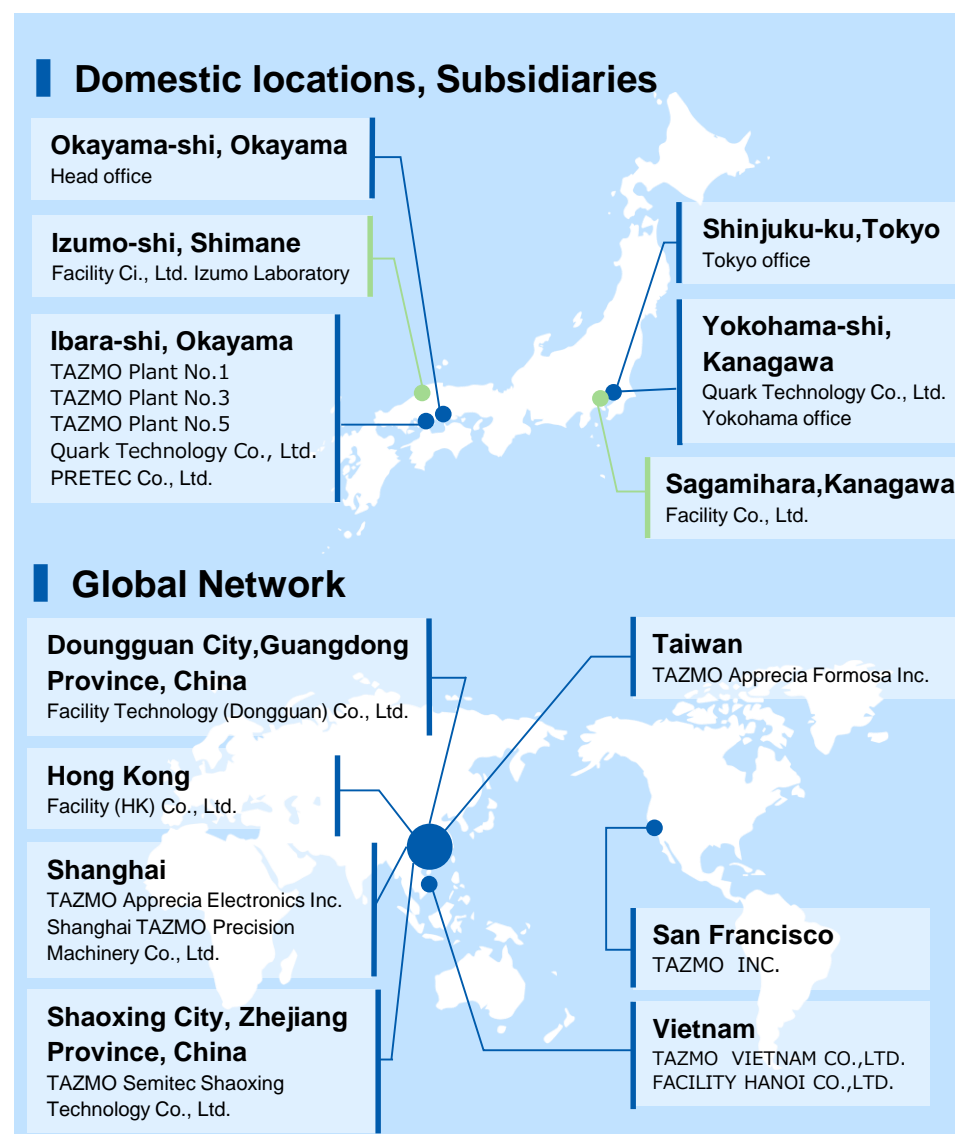 Domestic locations, Subsidiaries
Okayama-shi, Okayama
Head office
Izumo-shi, Shimane
Facility Ci., Ltd. Izumo Laboratory
Ibara-shi, Okayama
TAZMO Plant No.1
TAZMO Plant No.3
TAZMO Plant No.5
Quark Technology Co., Ltd.
PRETEC Co., Ltd.
Shinjuku-ku,Tokyo
Tokyo office
Yokohama-shi,
Kanagawa
Quark Technology Co., Ltd.
Yokohama office
Sagamihara,Kanagawa
Facility Co., Ltd.
Global Network
Doungguan City,Guangdong
Province, China
Facility Technology (Dongguan) Co., Ltd.
Hong Kong
Facility (HK) Co., Ltd.
Shanghai
TAZMO Apprecia Electronics Inc.
Shanghai TAZMO Precision
Machinery Co., Ltd.
Shaoxing City, Zhejiang
Province, China
TAZMO Semitec Shaoxing
Technology Co., Ltd.
Taiwan
TAZMO Apprecia Formosa Inc.
San Francisco
TAZMO INC.
Vietnam
TAZMO VIETNAM CO.,LTD.
FACILITY HANOI CO.,LTD.